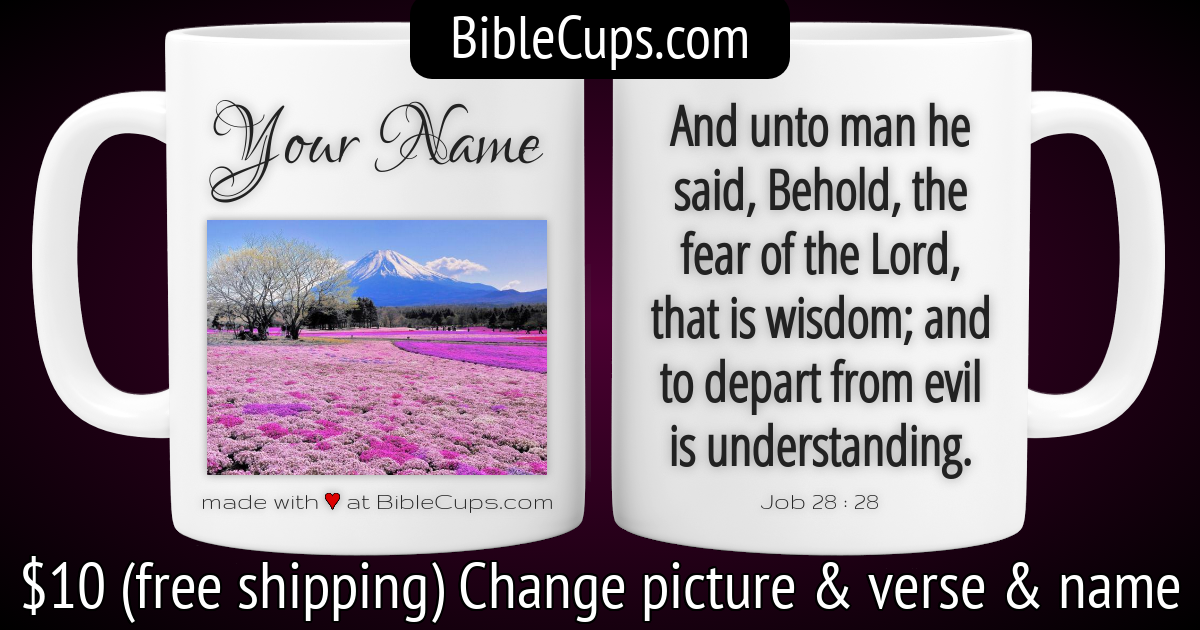 BibleCups.com
Your Name
made with ❤ at BibleCups.com
And unto man he
said, Behold, the
fear of the Lord,
that is wisdom; and
to depart from evil
is understanding.
Job 28 : 28
$10 (free shipping) Change picture & verse & name